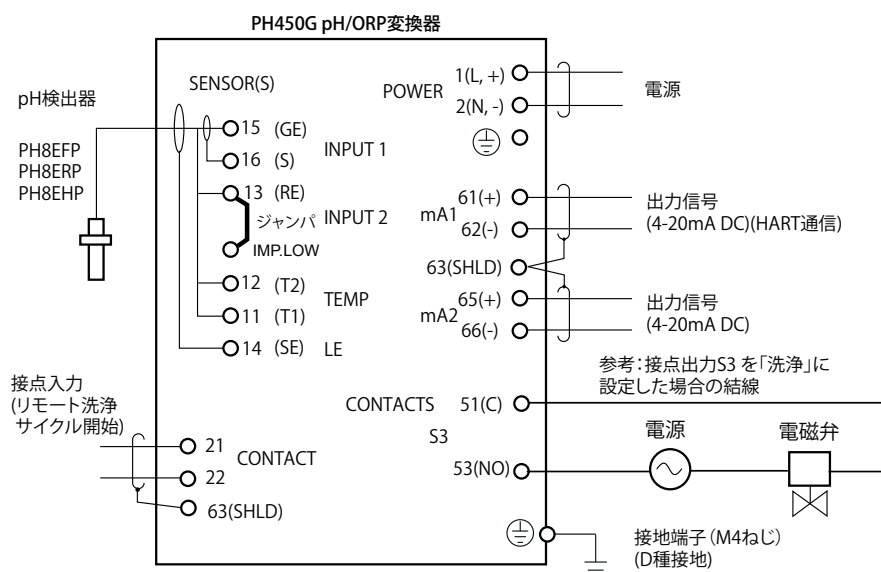 PH450G pH/ORP変換器
SENSOR(S)
pH検出器
PH8EFP
PH8ERP
PH8EHP
15 (GE)
16 (S)
INPUT 1
13 (RE)
ジャンパ
INPUT 2
IMP.LOW
12 (T2)
11 (T1)
TEMP
14 (SE)
LE
接点入力
(リモート洗浄
サイクル開始)
21
22
CONTACT
63(SHLD)
POWER
1(L, +)
2(N, -)
電源
mA1
61(+)
62(-)
出力信号
(4-20mA DC)(HART通信)
63(SHLD)
mA2
65(+)
66(-)
出力信号
(4-20mA DC)
参考：接点出力S3 を「洗浄」に
設定した場合の結線
CONTACTS
51(C)
S3
53(NO)
電源
電磁弁
接地端子（M4ねじ）
(D種接地)